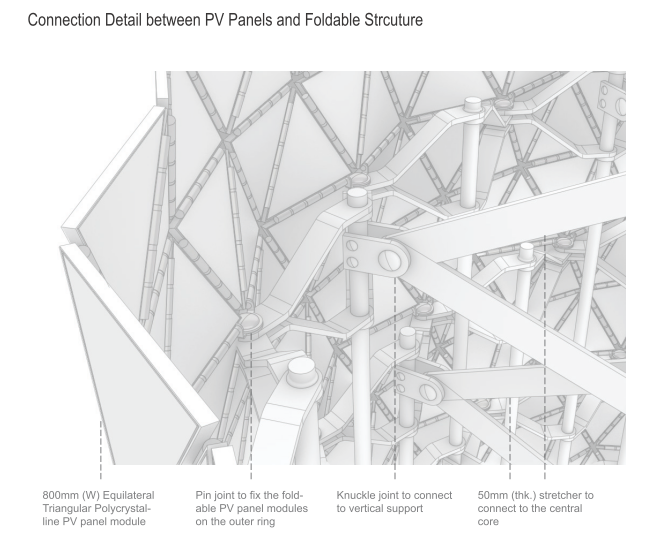 Connection Detail between PV Panels and Foldable Strcuture
800mm (W) Equilateral
Triangular Polycrystal-
line PV panel module
Pin joint to fix the fold-
able PV panel modules
on the outer ring
Knuckle joint to connect
to vertical support
50mm (thk.) stretcher to
connect to the central
core